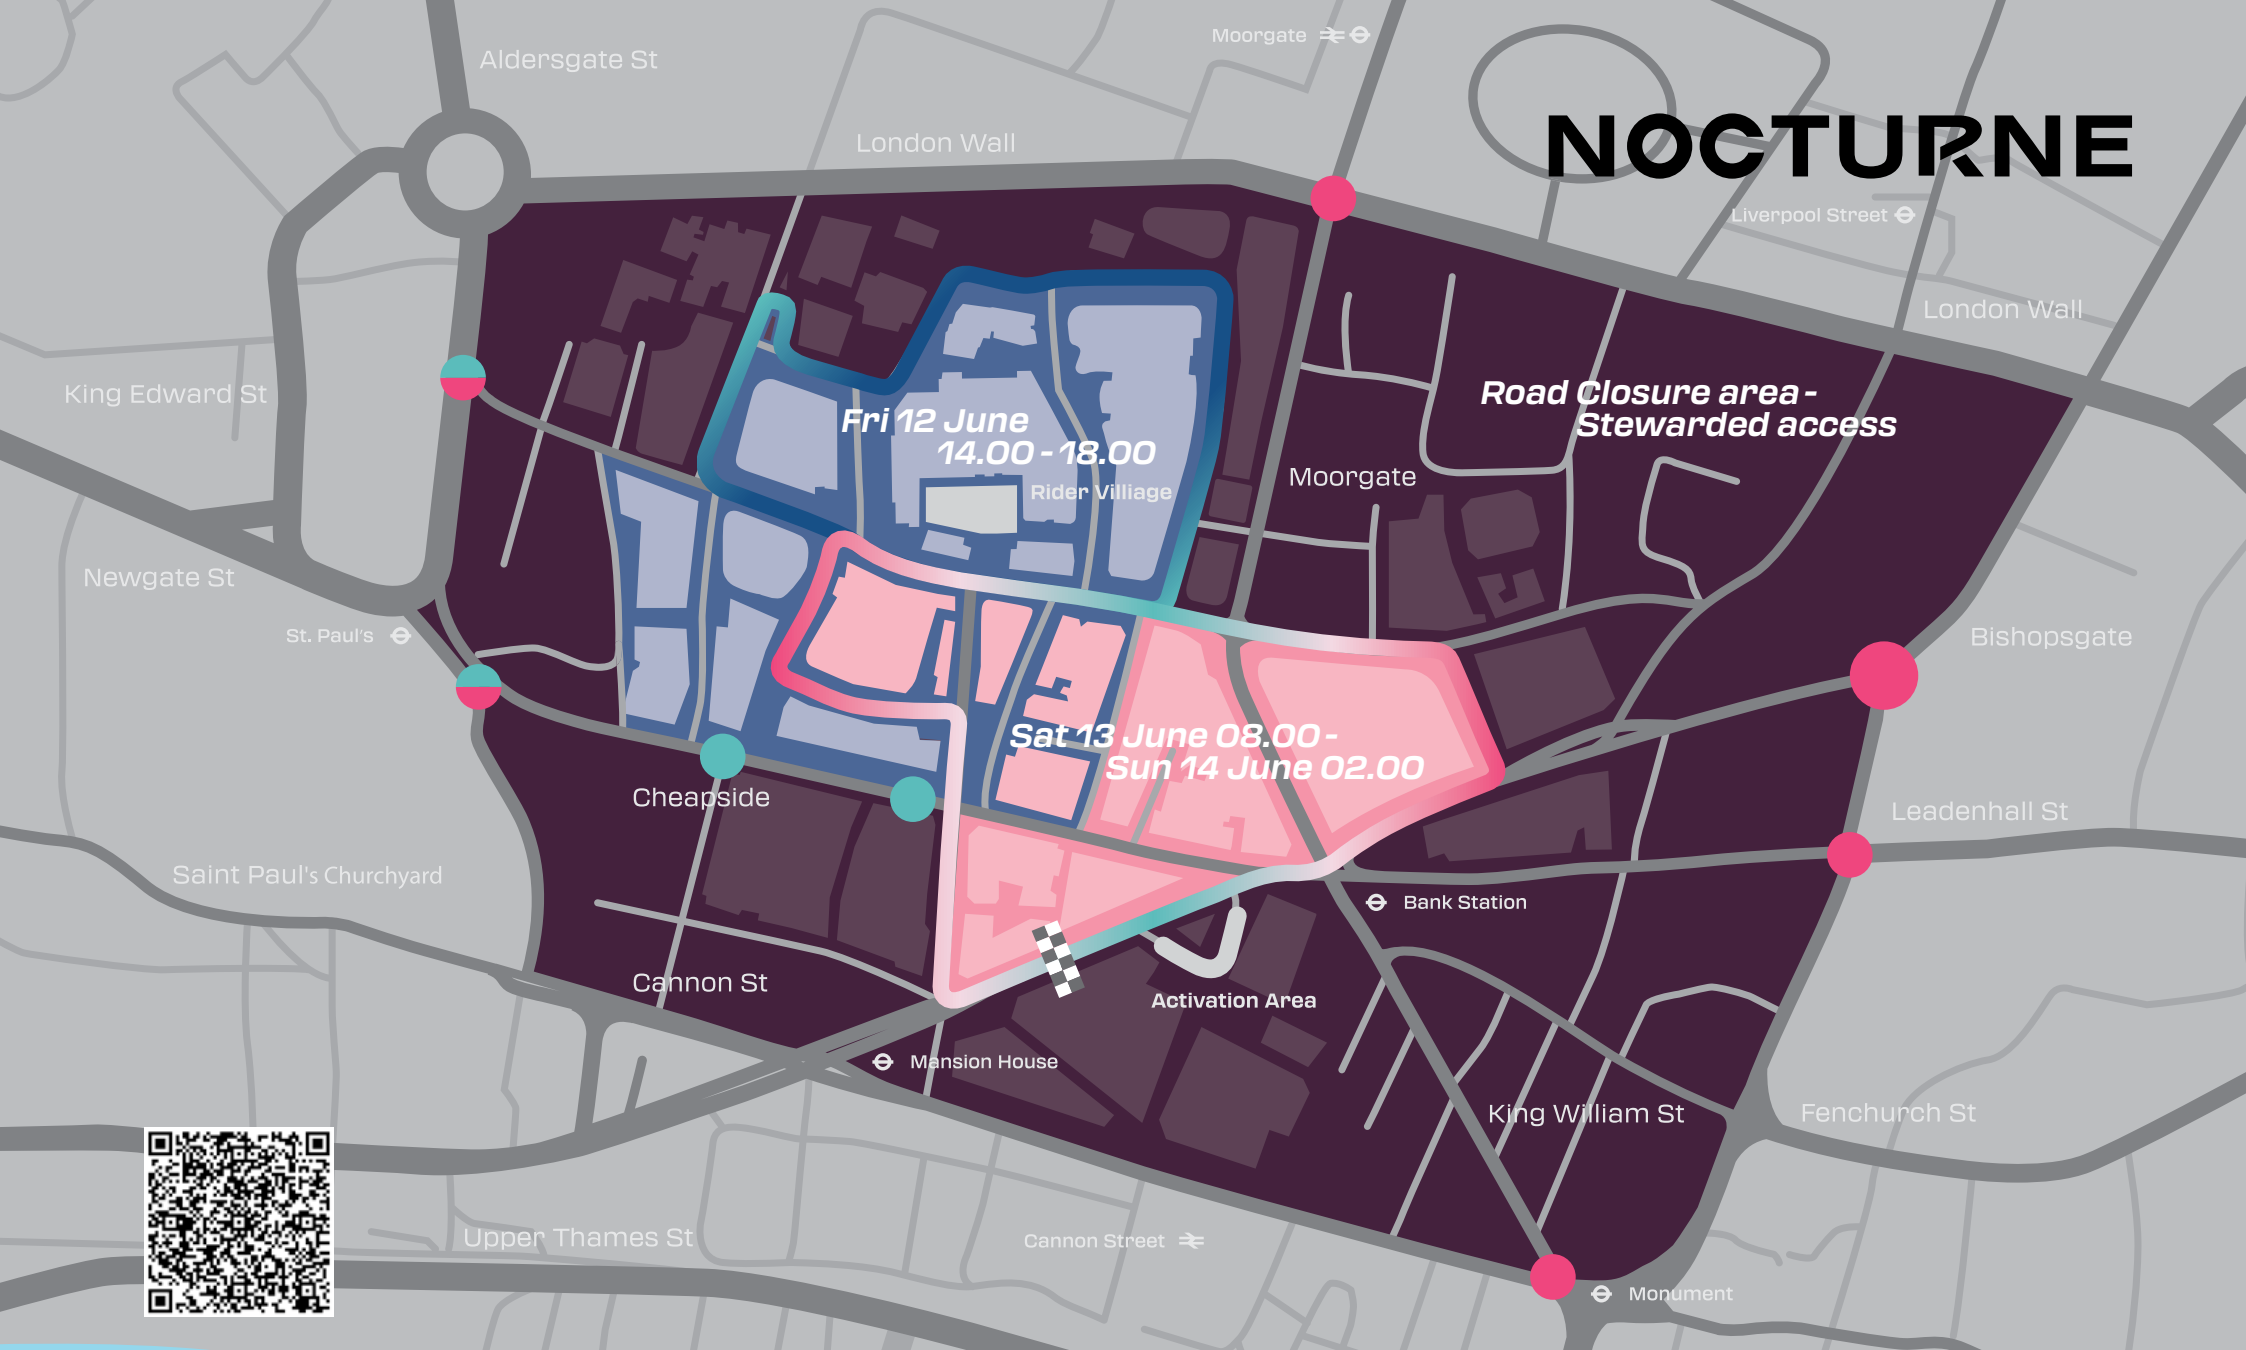 Aldersgate St
Moorgate
London Wall
NOCTURNE
Liverpool Street
London Wall
King Edward St
Road Closure area -
Stewarded access
Fri 12 June
14.00 - 18.00
Rider Villiage
Moorgate
Newgate St
St. Paul's
Bishopsgate
Sat 13 June 08.00 -
Sun 14 June 02.00
Cheapside
Leadenhall St
Saint Paul's Churchyard
Bank Station
Cannon St
Activation Area
Mansion House
King William St
Fenchurch St
Upper Thames St
Cannon Street
Monument